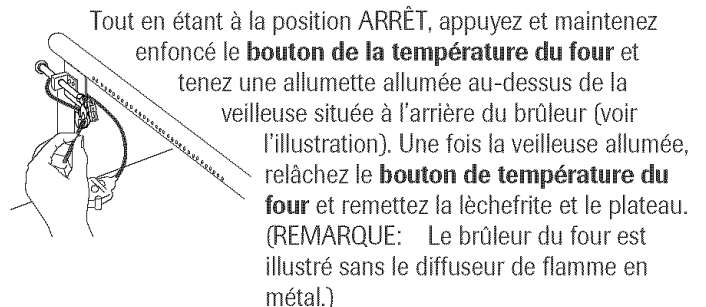 Tout en étant à la position ARRÊT, appuyez et maintenez
enfoncé le bouton de la température du four et
tenez une allumette allumée au-dessus de la
veilleuse située à l'arrière du brûleur (voir
l'illustration). Une fois la veilleuse allumée,
relâchez le bouton de température du
four et remettez la lèchefrite et le plateau.
(REMARQUE: Le brûleur du four est
illustré sans le diffuseur de flamme en
métal.)